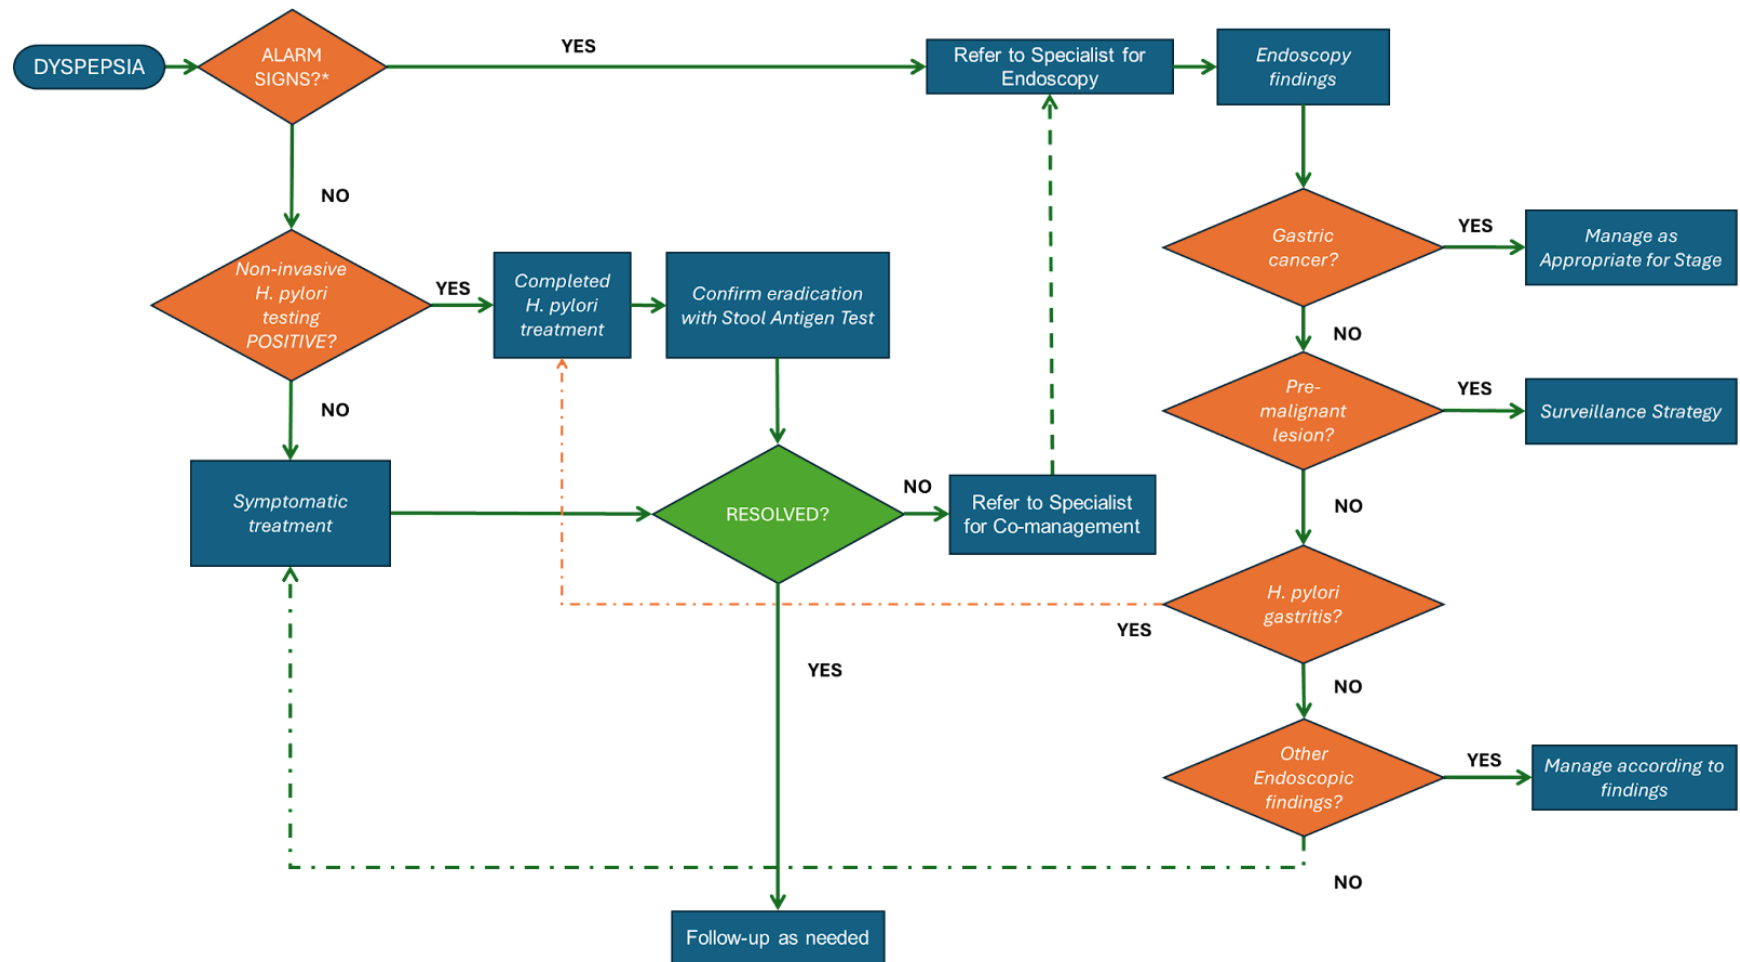 DYSPEPSIA
ALARM
SIGNS?*
YES
Refer to Specialist for
Endoscopy
Endoscopy
findings
NO
Non-invasive
H. pylori
testing
POSITIVE?
YES
Completed
H. pylori
treatment
Confirm eradication
with Stool Antigen Test
Gastric
cancer?
YES
Manage as
Appropriate for Stage
NO
NO
Pre-
malignant
lesion?
YES
Surveillance Strategy
Symptomatic
treatment
RESOLVED?
NO
Refer to Specialist
for Co-management
NO
H. pylori
gastritis?
YES
YES
NO
Other
Endoscopic
findings?
YES
Manage according to
findings
NO
Follow-up as needed